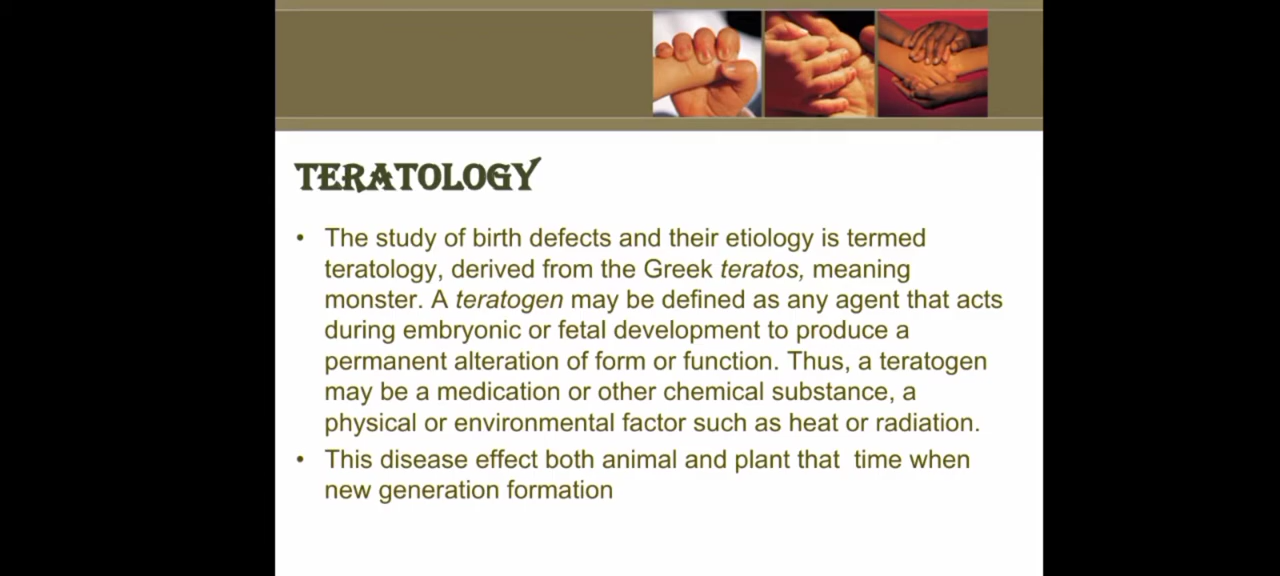 TERATOLOGY
• The study of birth defects and their etiology is termed
teratology, derived from the Greek teratos, meaning
monster. A teratogen may be defined as any agent that acts
during embryonic or fetal development to produce a
permanent alteration of form or function. Thus, a teratogen
may be a medication or other chemical substance, a
physical or environmental factor such as heat or radiation.
• This disease effect both animal and plant that  time when
new generation formation